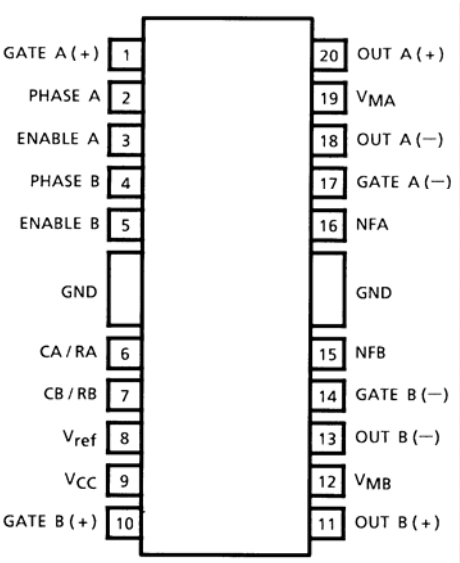 GATE A (+) 1 20 OUT A (+)
PHASE A 2 19 VMA
ENABLE A 3 18 OUT A (−)
PHASE B 4 17 GATE A (−)
ENABLE B 5 16 NFA
GND GND
CA / RA 6 15 NFB
CB / RB 7 14 GATE B (−)
Vref 8 13 OUT B (−)
VCC 9 12 VMB
GATE B (+) 10 11 OUT B (+)